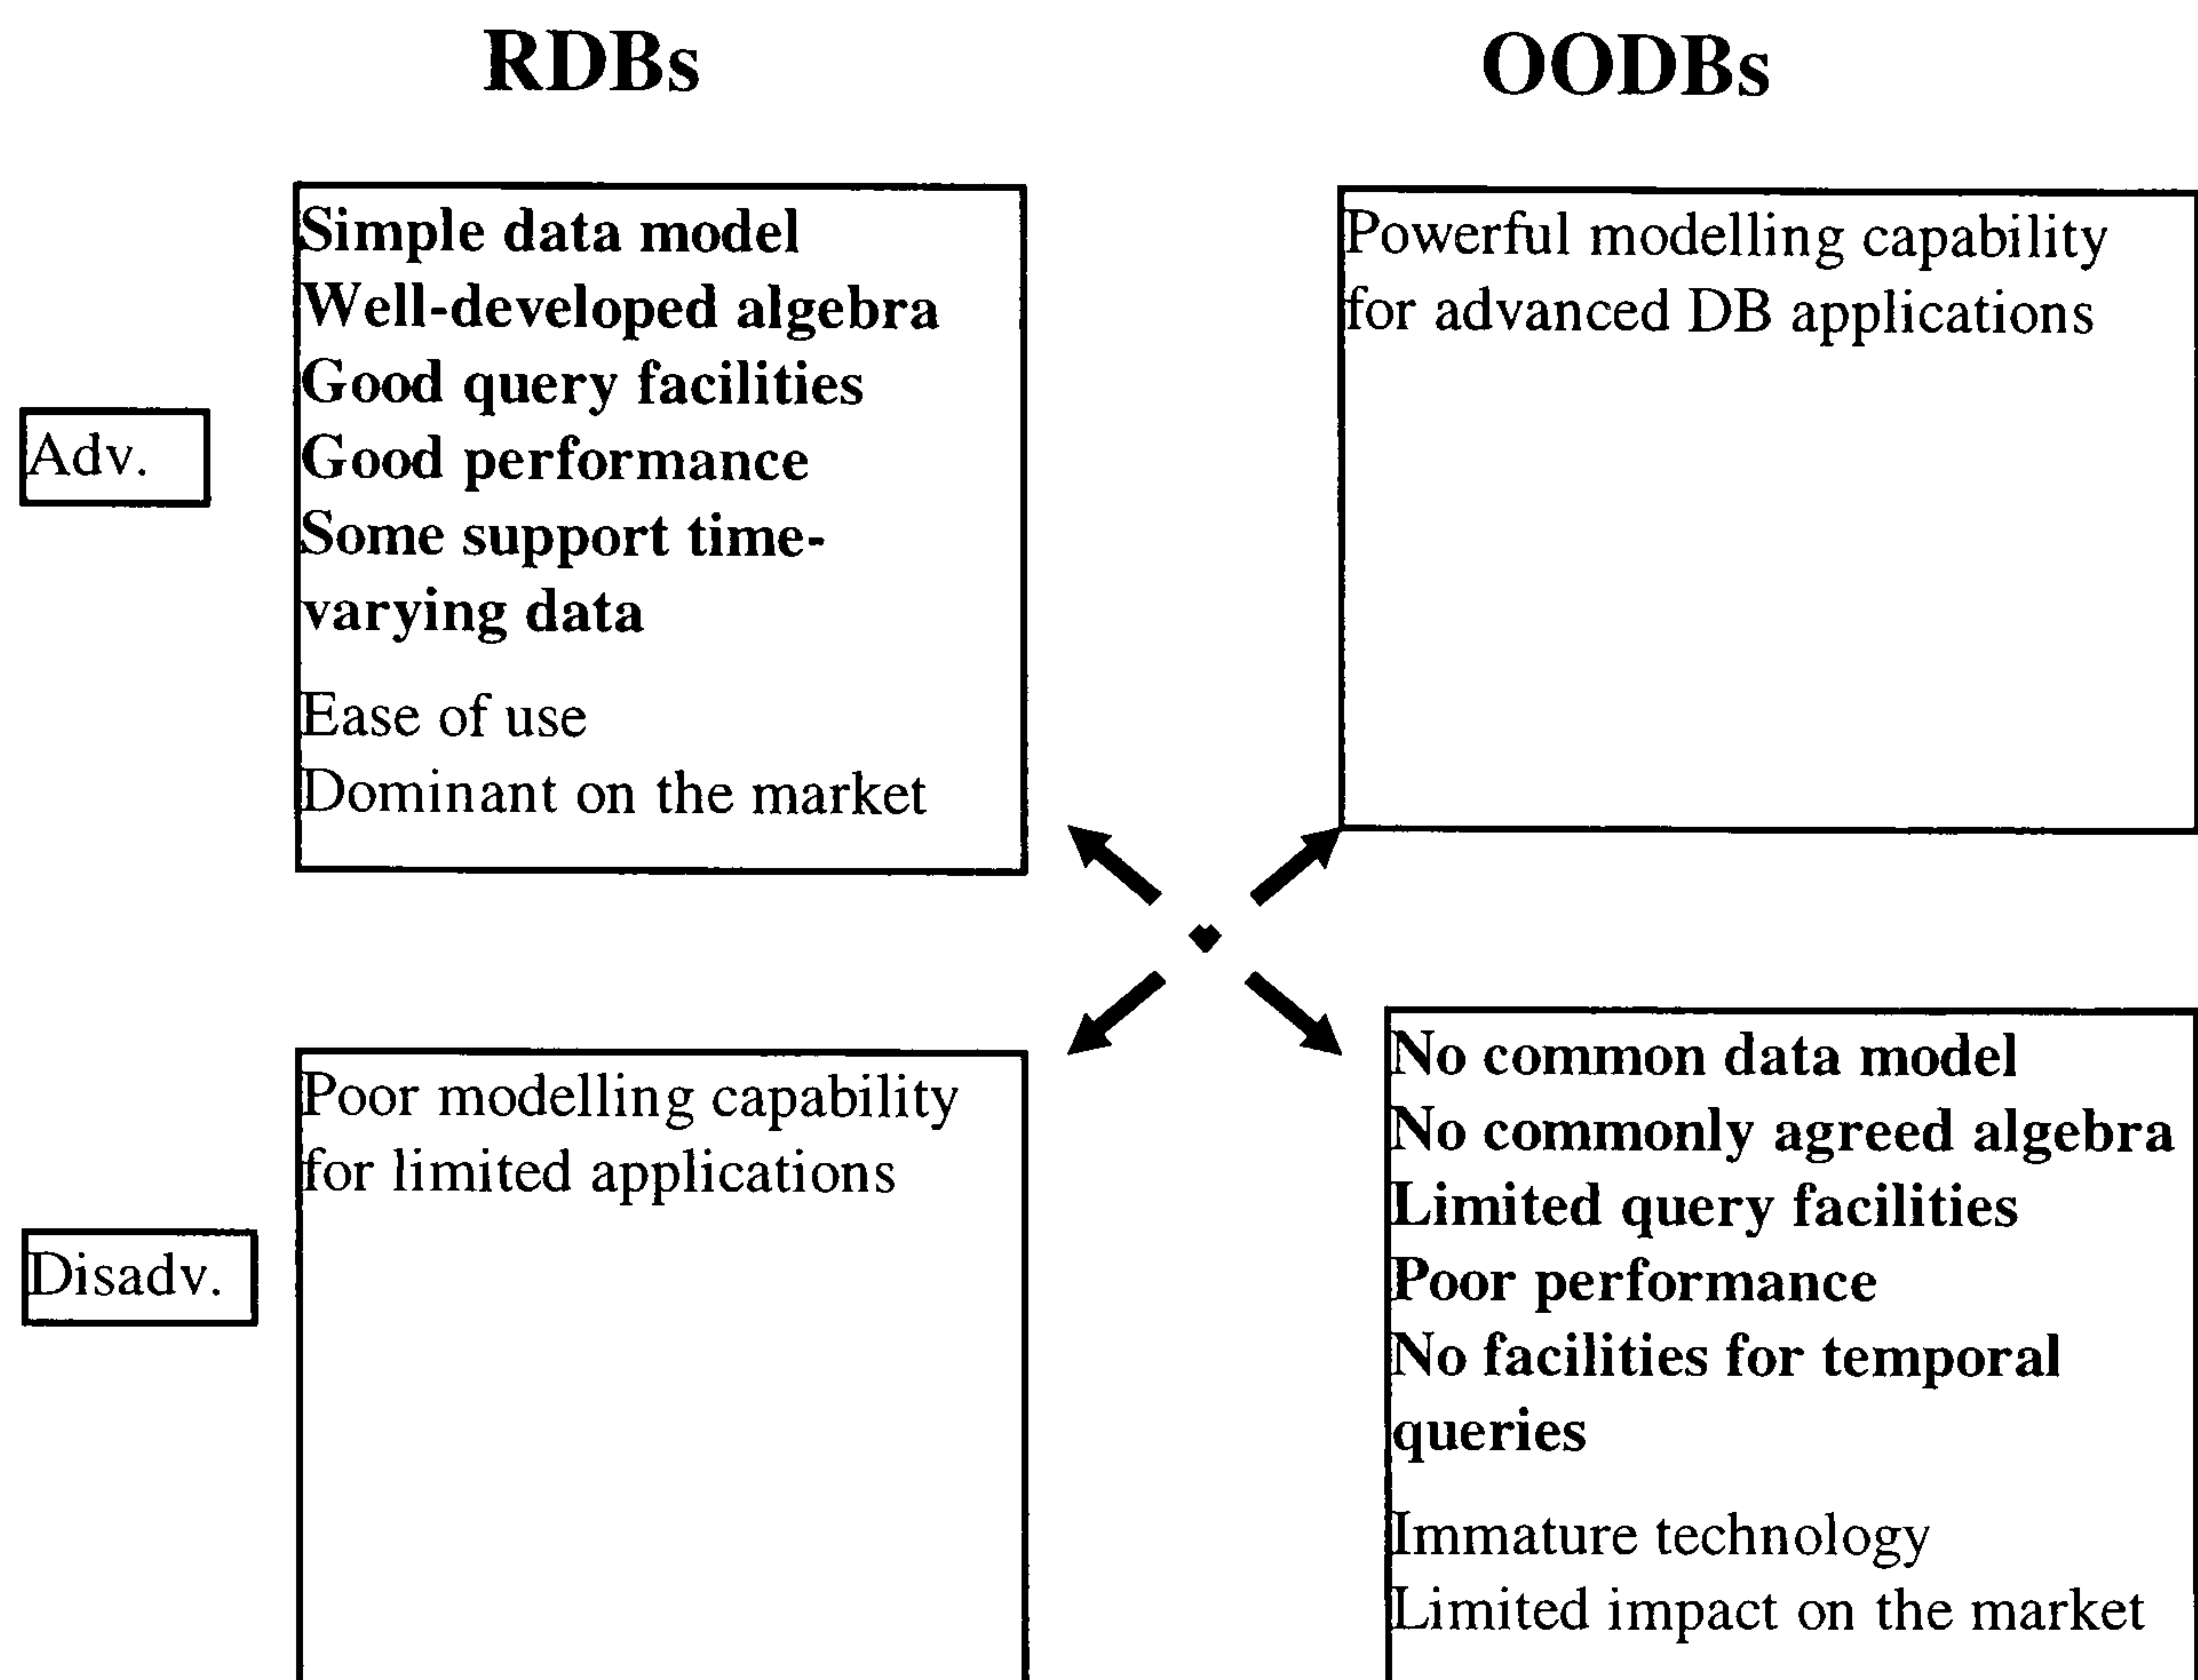 RDBs
OODBs
Adv.
Simple data model
Well-developed algebra
Good query facilities
Good performance
Some support time-
varying data
Ease of use
Dominant on the market
Powerful modelling capability
for advanced DB applications
Disadv.
Poor modelling capability
for limited applications
No common data model
No commonly agreed algebra
Limited query facilities
Poor performance
No facilities for temporal
queries
Immature technology
Limited impact on the market